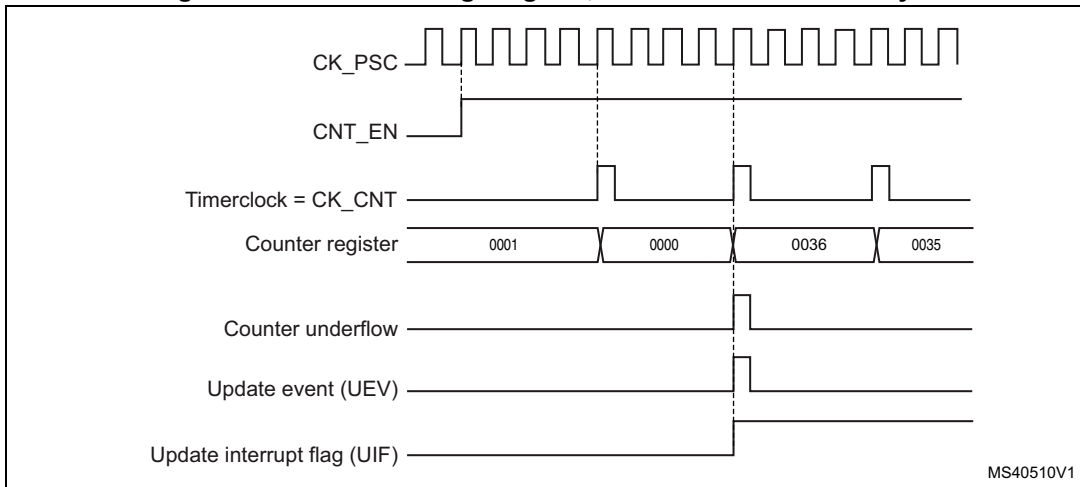 CK_PSC
CNT_EN
Timerclock = CK_CNT
Counter register 0001 0000 0036 0035
Counter underflow
Update event (UEV)
Update interrupt flag (UIF)
MS40510V1